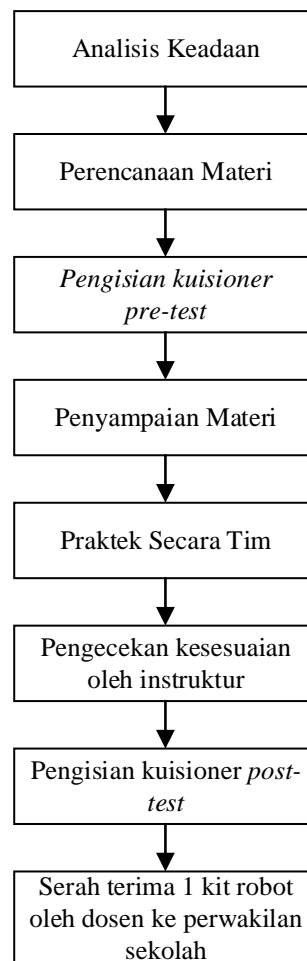 Analisis Keadaan
Perencanaan Materi
Pengisian kuisioner
pre-test
Penyampaian Materi
Praktek Secara Tim
Pengecekan kesesuaian
oleh instruktur
Pengisian kuisioner post-
test
Serah terima 1 kit robot
oleh dosen ke perwakilan
sekolah